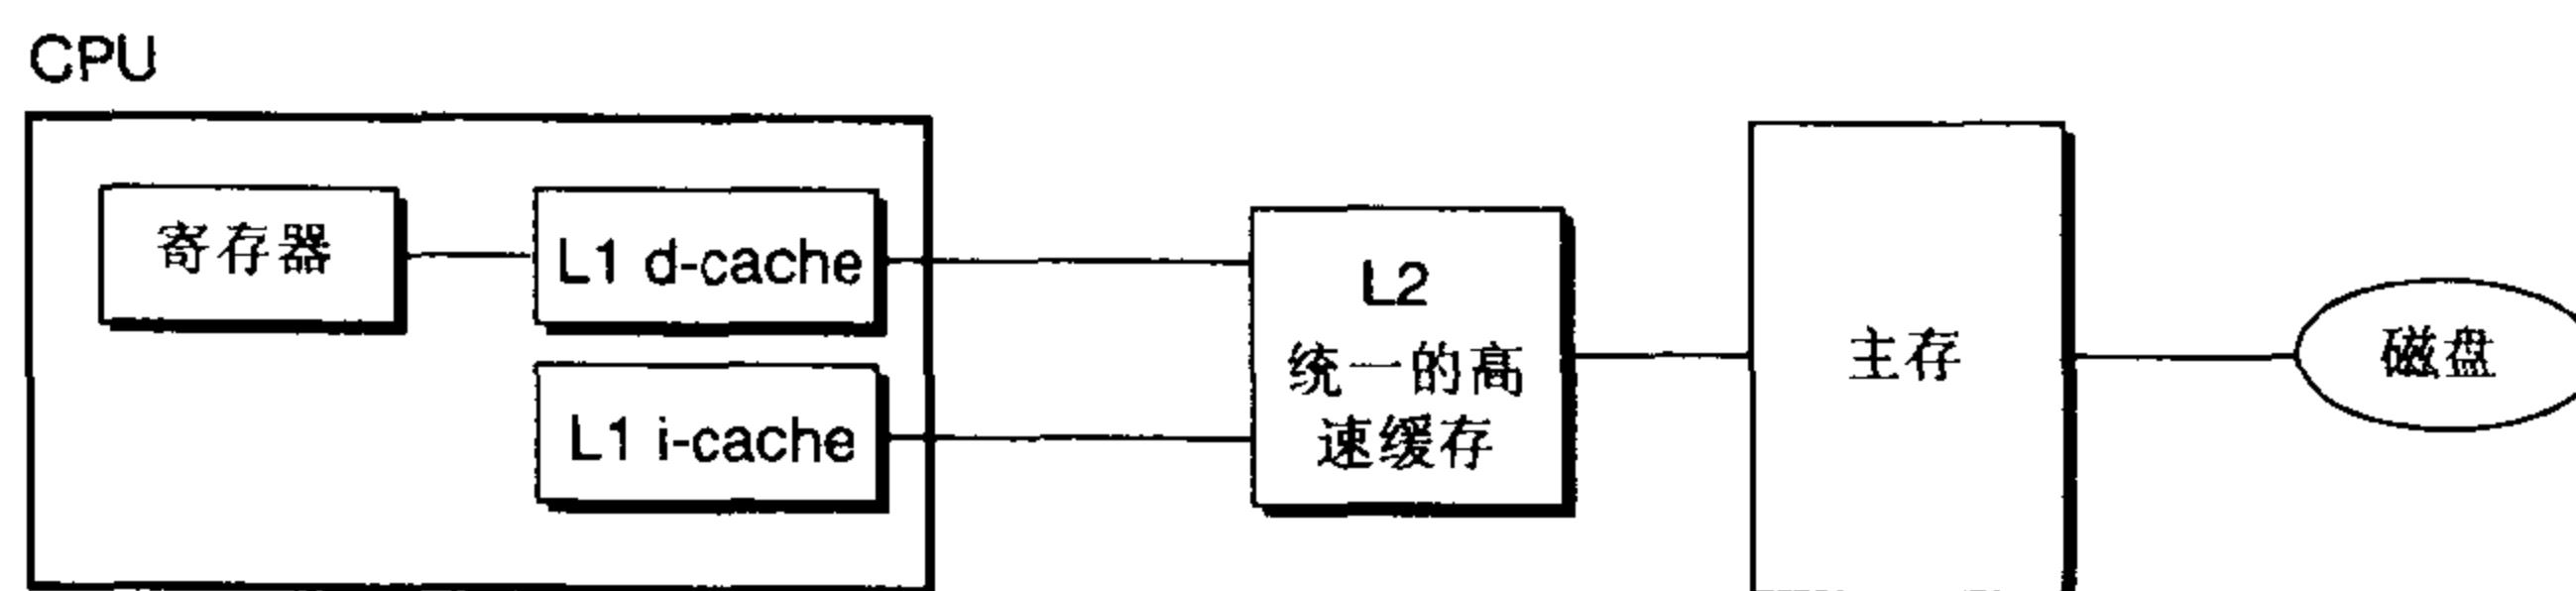 CPU
寄存器
L1 d-cache
L1 i-cache
L2
统一的高
速缓存
主存
磁盘